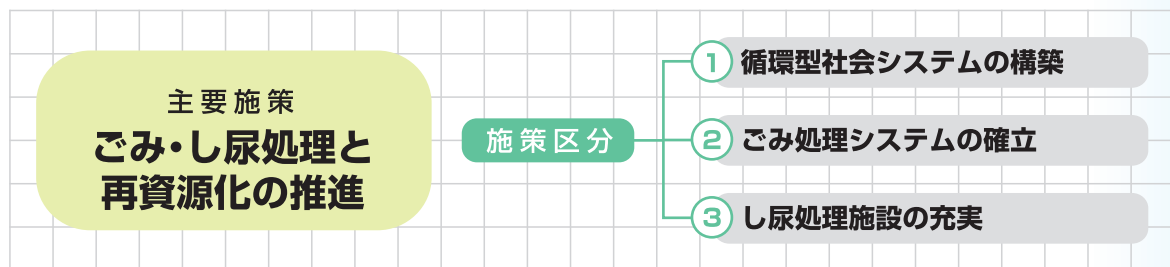 主要施策
ごみ・し尿処理と
再資源化の推進
施策区分
1 循環型社会システムの構築
2 ごみ処理システムの確立
3 し尿処理施設の充実